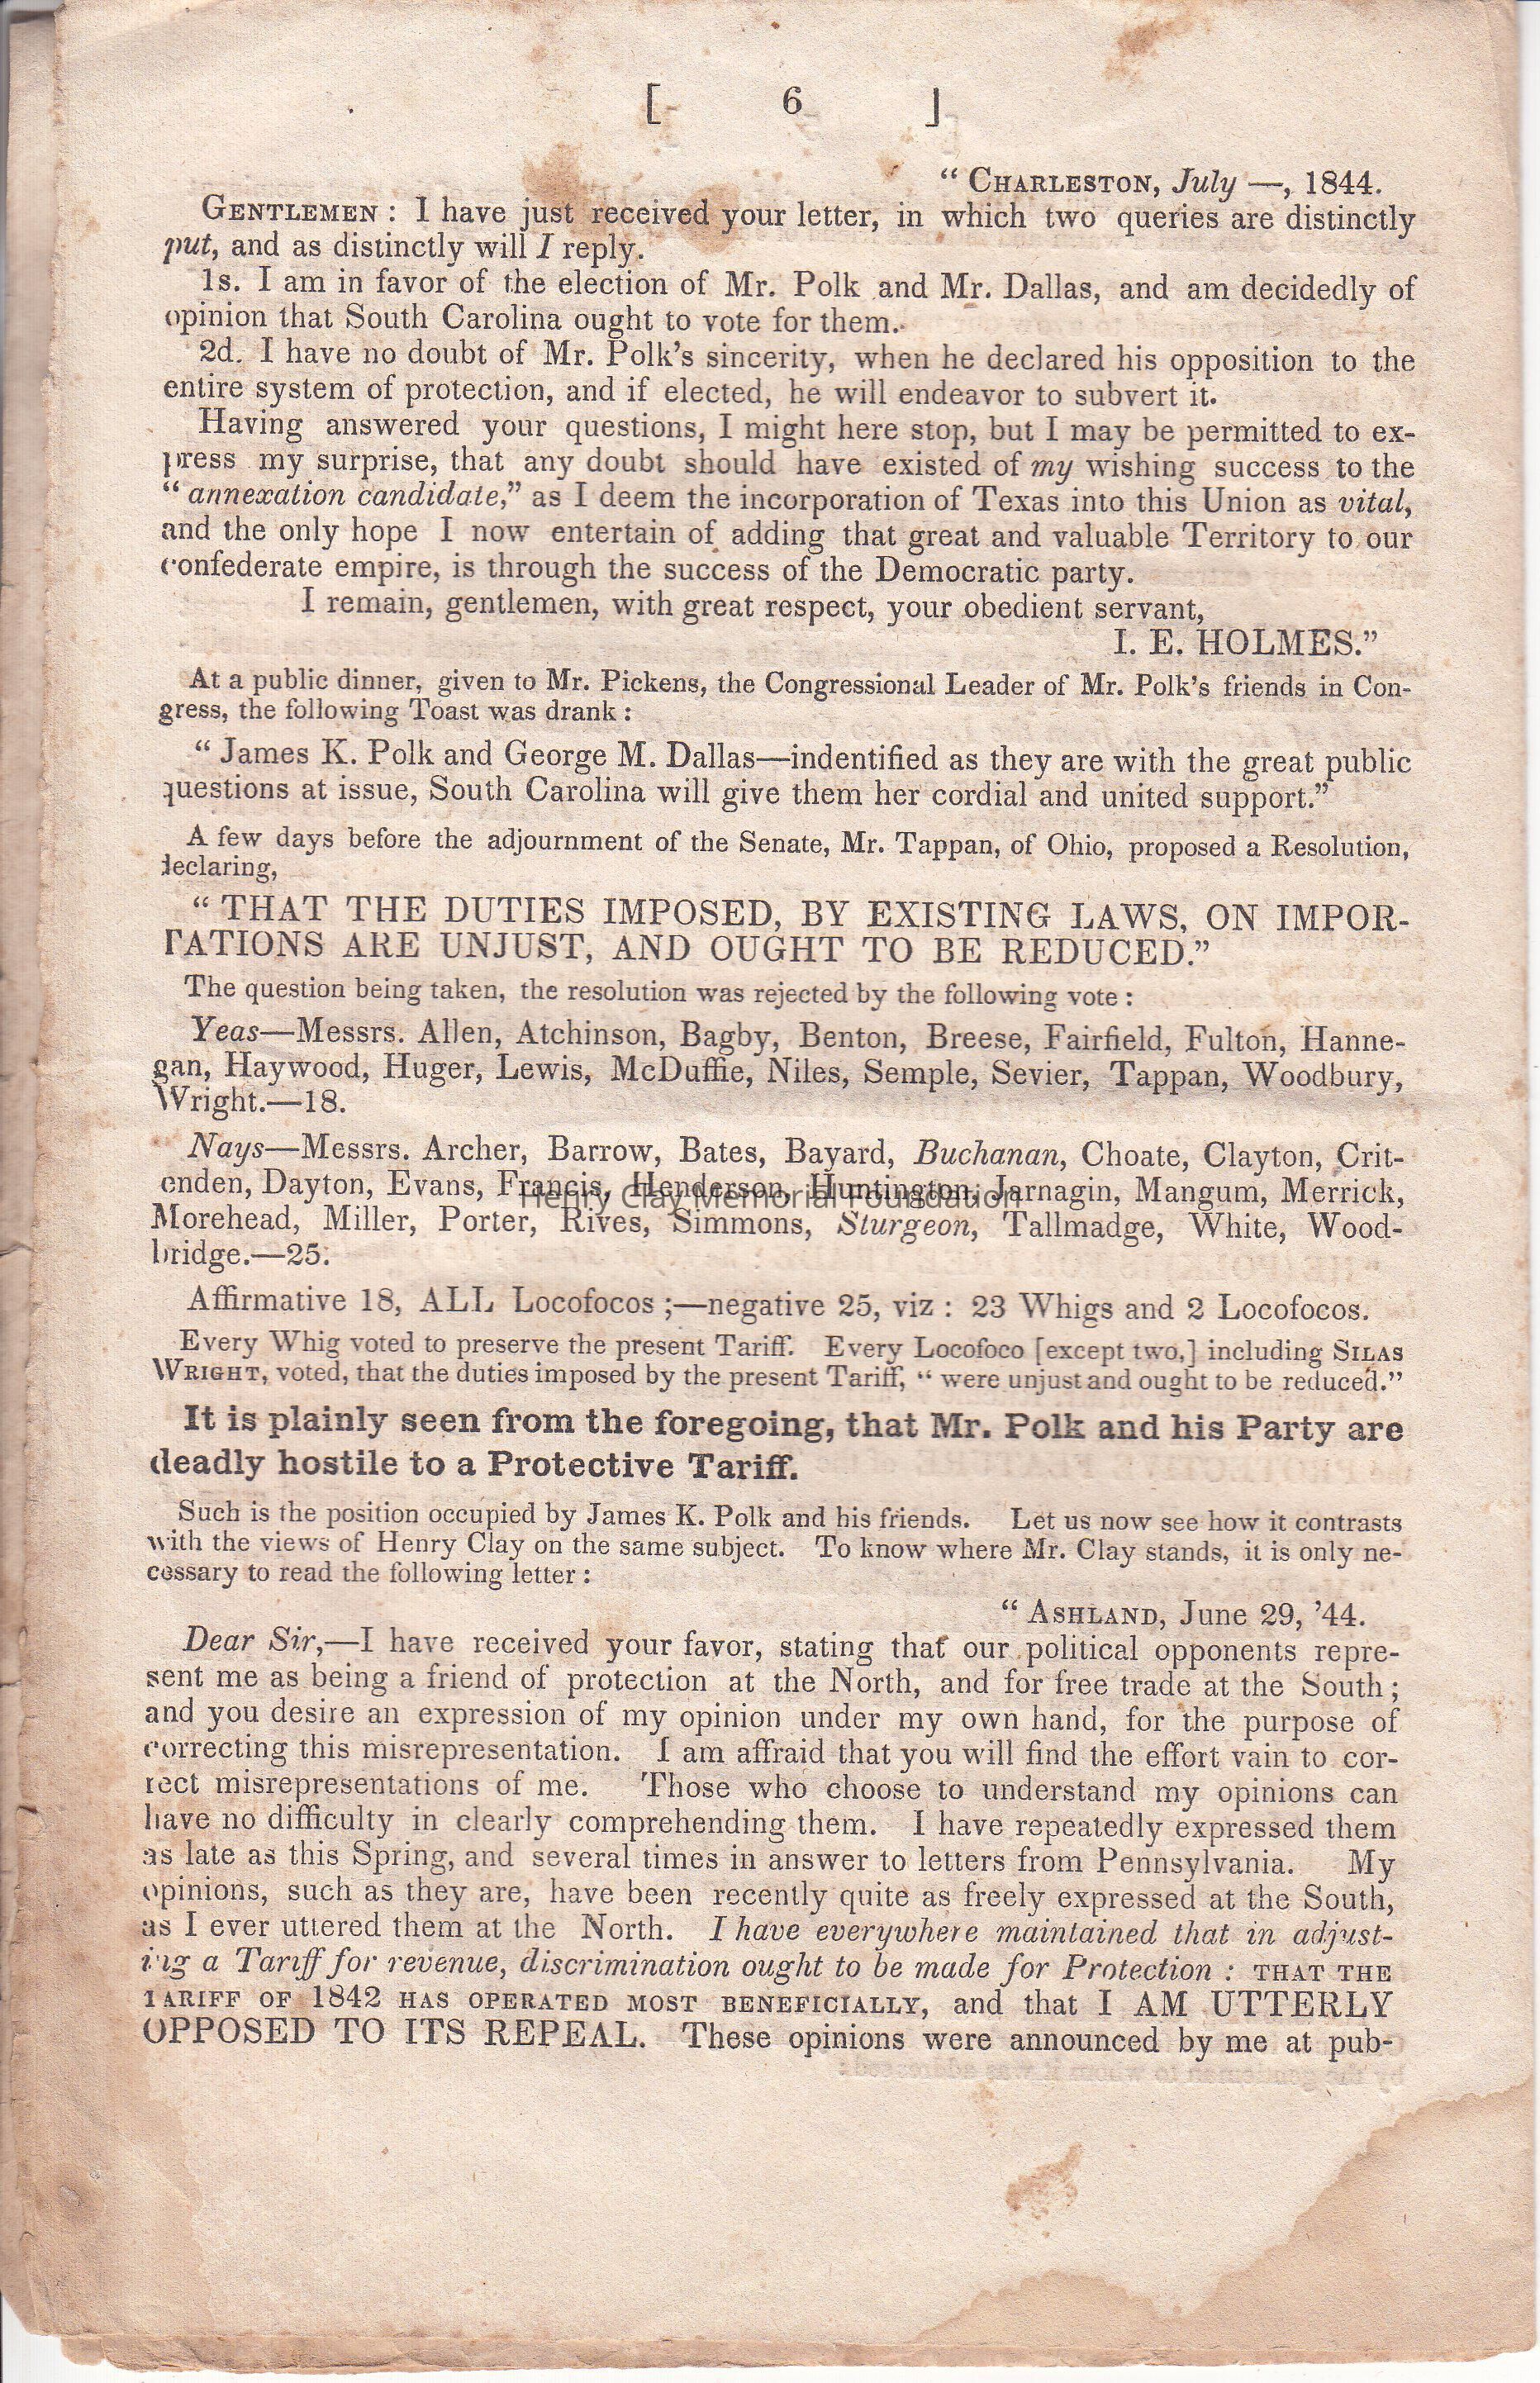 [ 6 ]
“ CHARLESTON, July —, 1844.
GENTLEMEN : I have just received your letter, in which two queries are distinctly
put, and as distinctly will I reply.
1s. I am in favor of the election of Mr. Polk and Mr. Dallas, and am decidedly of
opinion that South Carolina ought to vote for them.
2d. I have no doubt of Mr. Polk’s sincerity, when he declared his opposition to the
entire system of protection, and if elected, he will endeavor to subvert it.
Having answered your questions, I might here stop, but I may be permitted to ex-
press my surprise, that any doubt should have existed of my wishing success to the
“ annexation candidate,” as I deem the incorporation of Texas into this Union as vital,
and the only hope I now entertain of adding that great and valuable Territory to our
confederate empire, is through the success of the Democratic party.
I remain, gentlemen, with great respect, your obedient servant,
I. E. HOLMES.”
At a public dinner, given to Mr. Pickens, the Congressional Leader of Mr. Polk’s friends in Con-
gress, the following Toast was drank :
“ James K. Polk and George M. Dallas—indentified as they are with the great public
questions at issue, South Carolina will give them her cordial and united support.”
A few days before the adjournment of the Senate, Mr. Tappan, of Ohio, proposed a Resolution,
declaring,
“ THAT THE DUTIES IMPOSED, BY EXISTING LAWS, ON IMPOR-
TATIONS ARE UNJUST, AND OUGHT TO BE REDUCED.”
The question being taken, the resolution was rejected by the following vote :
Yeas—Messrs. Allen, Atchinson, Bagby, Benton, Breese, Fairfield, Fulton, Hanne-
gan, Haywood, Huger, Lewis, McDuffie, Niles, Semple, Sevier, Tappan, Woodbury,
Wright.—18.
Nays—Messrs. Archer, Barrow, Bates, Bayard, Buchanan, Choate, Clayton, Crit-
enden, Dayton, Evans, Francis, Henderson, Huntington, Jarnagin, Mangum, Merrick,
Henry Clay Memorial Foundation
Morehead, Miller, Porter, Rives, Simmons, Sturgeon, Tallmadge, White, Wood-
bridge.—25.
Affirmative 18, ALL Locofocos ;—negative 25, viz : 23 Whigs and 2 Locofocos.
Every Whig voted to preserve the present Tariff. Every Locofoco [except two,] including SILAS
WRIGHT, voted, that the duties imposed by the present Tariff, “ were unjust and ought to be reduced.”
It is plainly seen from the foregoing, that Mr. Polk and his Party are
deadly hostile to a Protective Tariff.
Such is the position occupied by James K. Polk and his friends. Let us now see how it contrasts
with the views of Henry Clay on the same subject. To know where Mr. Clay stands, it is only ne-
cessary to read the following letter :
“ ASHLAND, June 29, ’44.
Dear Sir,—I have received your favor, stating that our political opponents repre-
sent me as being a friend of protection at the North, and for free trade at the South ;
and you desire an expression of my opinion under my own hand, for the purpose of
correcting this misrepresentation. I am affraid that you will find the effort vain to cor-
rect misrepresentations of me. Those who choose to understand my opinions can
have no difficulty in clearly comprehending them. I have repeatedly expressed them
as late as this Spring, and several times in answer to letters from Pennsylvania. My
opinions, such as they are, have been recently quite as freely expressed at the South,
as I ever uttered them at the North. I have everywhere maintained that in adjust-
ing a Tariff for revenue, discrimination ought to be made for Protection : THAT THE
TARIFF OF 1842 HAS OPERATED MOST BENEFICIALLY, and that I AM UTTERLY
OPPOSED TO ITS REPEAL. These opinions were announced by me at pub-